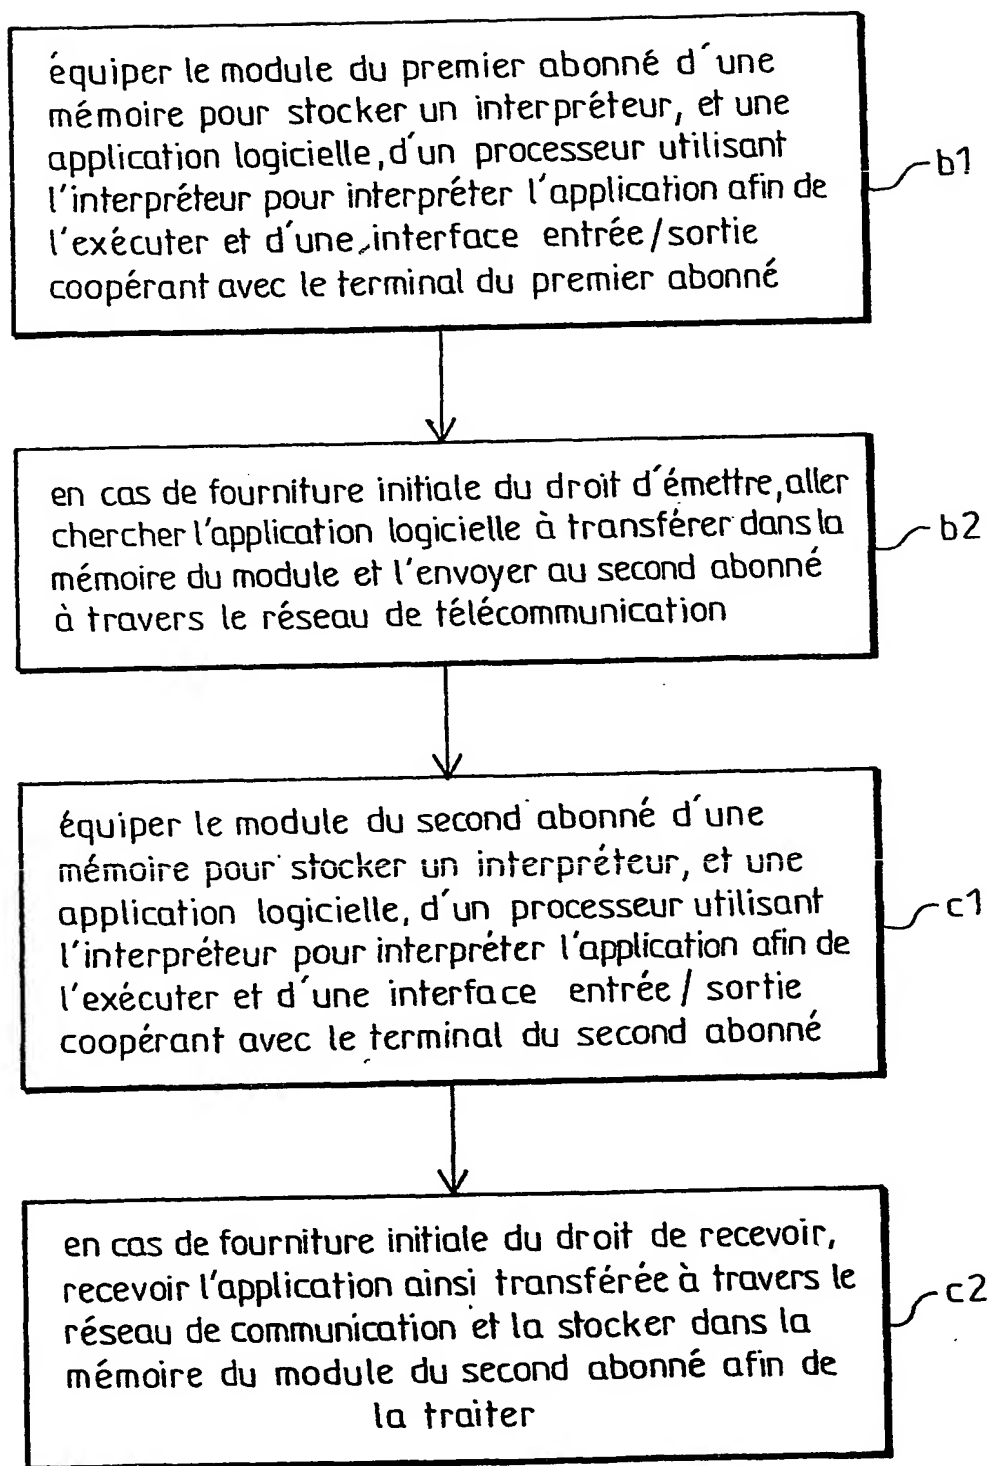 équiper le module du premier abonné d'une
mémoire pour stocker un interpréteur, et une
application logicielle, d'un processeur utilisant
l'interpréteur pour interpréter l'application afin de
l'exécuter et d'une interface entrée/sortie
coopérant avec le terminal du premier abonné
b1
en cas de fourniture initiale du droit d'émettre, aller
chercher l'application logicielle à transférer dans la
mémoire du module et l'envoyer au second abonné
à travers le réseau de télécommunication
b2
équiper le module du second abonné d'une
mémoire pour stocker un interpréteur, et une
application logicielle, d'un processeur utilisant
l'interpréteur pour interpréter l'application afin de
l'exécuter et d'une interface entrée / sortie
coopérant avec le terminal du second abonné
c1
en cas de fourniture initiale du droit de recevoir,
recevoir l'application ainsi transférée à travers le
réseau de communication et la stocker dans la
mémoire du module du second abonné afin de
la traiter
c2